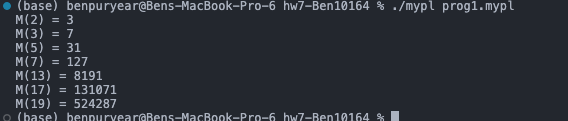 (base) benpuryear@Bens-MacBook-Pro-6 hw7-Ben10164 % ./mypl prog1.mypl
M(2) = 3
M(3) = 7
M(5) = 31
M(7) = 127
M(13) = 8191
M(17) = 131071
M(19) = 524287
(base) benpuryear@Bens-MacBook-Pro-6 hw7-Ben10164 %